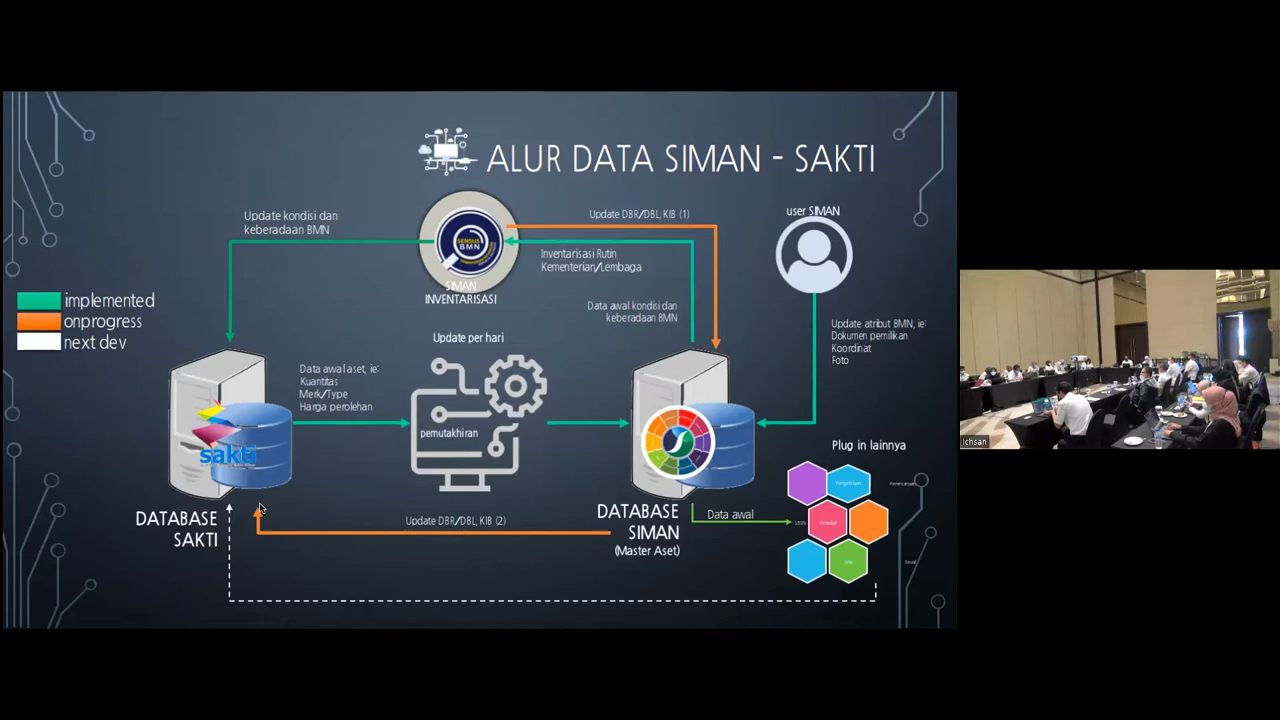 ALUR DATA SIMAN - SAKTI
Update kondisi dan
keberadaan BMN
SENSUS
BMN
SIMAN
INVENTARISASI
Update DBR/DBL, KIB (1)
Inventarisasi Rutin
Kementerian/Lembaga
user SIMAN
implemented
onprogress
next dev
Data awal kondisi dan
keberadaan BMN
Update atribut BMN, ie:
Dokumen pemilikan
Koordinat
Foto
Update per hari
Data awal aset, ie:
Kuantitas
Merk/Type
Harga perolehan
pemutakhiran
sakti
DATABASE
SAKTI
Update DBR/DBL, KIB (2)
DATABASE
SIMAN
(Master Aset)
Data awal
Plug in lainnya
Pengelolaan
Ichsan